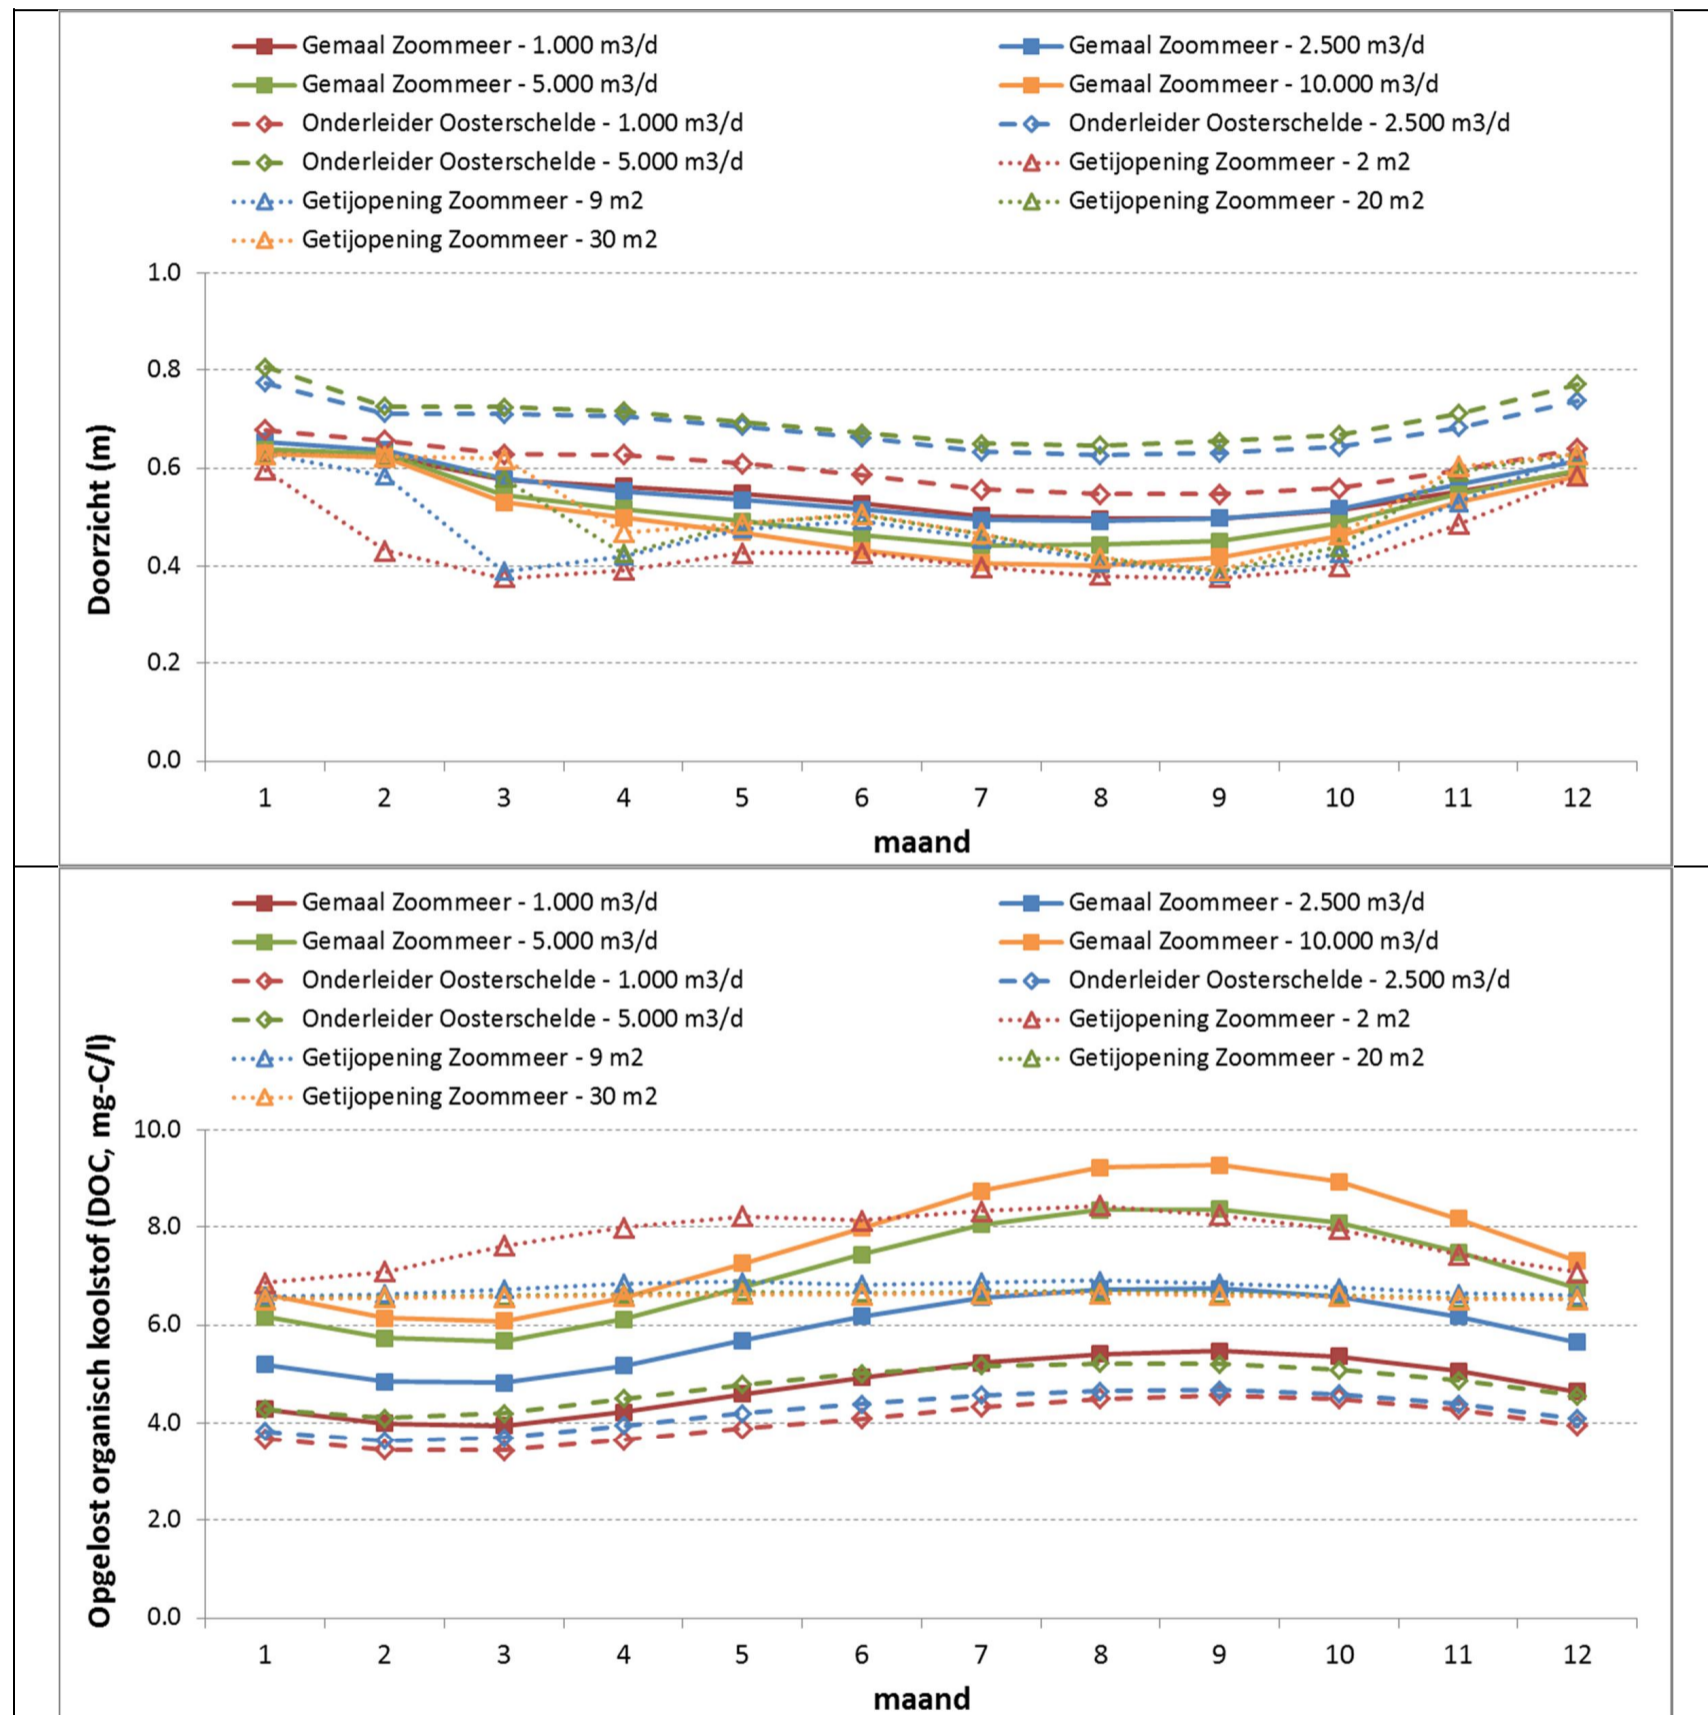 Gemaal Zoommeer - 1.000 m3/d
Gemaal Zoommeer - 2.500 m3/d
Gemaal Zoommeer - 5.000 m3/d
Gemaal Zoommeer - 10.000 m3/d
Onderleider Oosterschelde - 1.000 m3/d
Onderleider Oosterschelde - 2.500 m3/d
Onderleider Oosterschelde - 5.000 m3/d
Getijopening Zoommeer - 2 m2
Getijopening Zoommeer - 9 m2
Getijopening Zoommeer - 20 m2
Getijopening Zoommeer - 30 m2
Doorzicht (m)
1.0
0.8
0.6
0.4
0.2
0.0
1 2 3 4 5 6 7 8 9 10 11 12
maand
Gemaal Zoommeer - 1.000 m3/d
Gemaal Zoommeer - 2.500 m3/d
Gemaal Zoommeer - 5.000 m3/d
Gemaal Zoommeer - 10.000 m3/d
Onderleider Oosterschelde - 1.000 m3/d
Onderleider Oosterschelde - 2.500 m3/d
Onderleider Oosterschelde - 5.000 m3/d
Getijopening Zoommeer - 2 m2
Getijopening Zoommeer - 9 m2
Getijopening Zoommeer - 20 m2
Getijopening Zoommeer - 30 m2
Opgelost organisch koolstof (DOC, mg-C/l)
10.0
8.0
6.0
4.0
2.0
0.0
1 2 3 4 5 6 7 8 9 10 11 12
maand